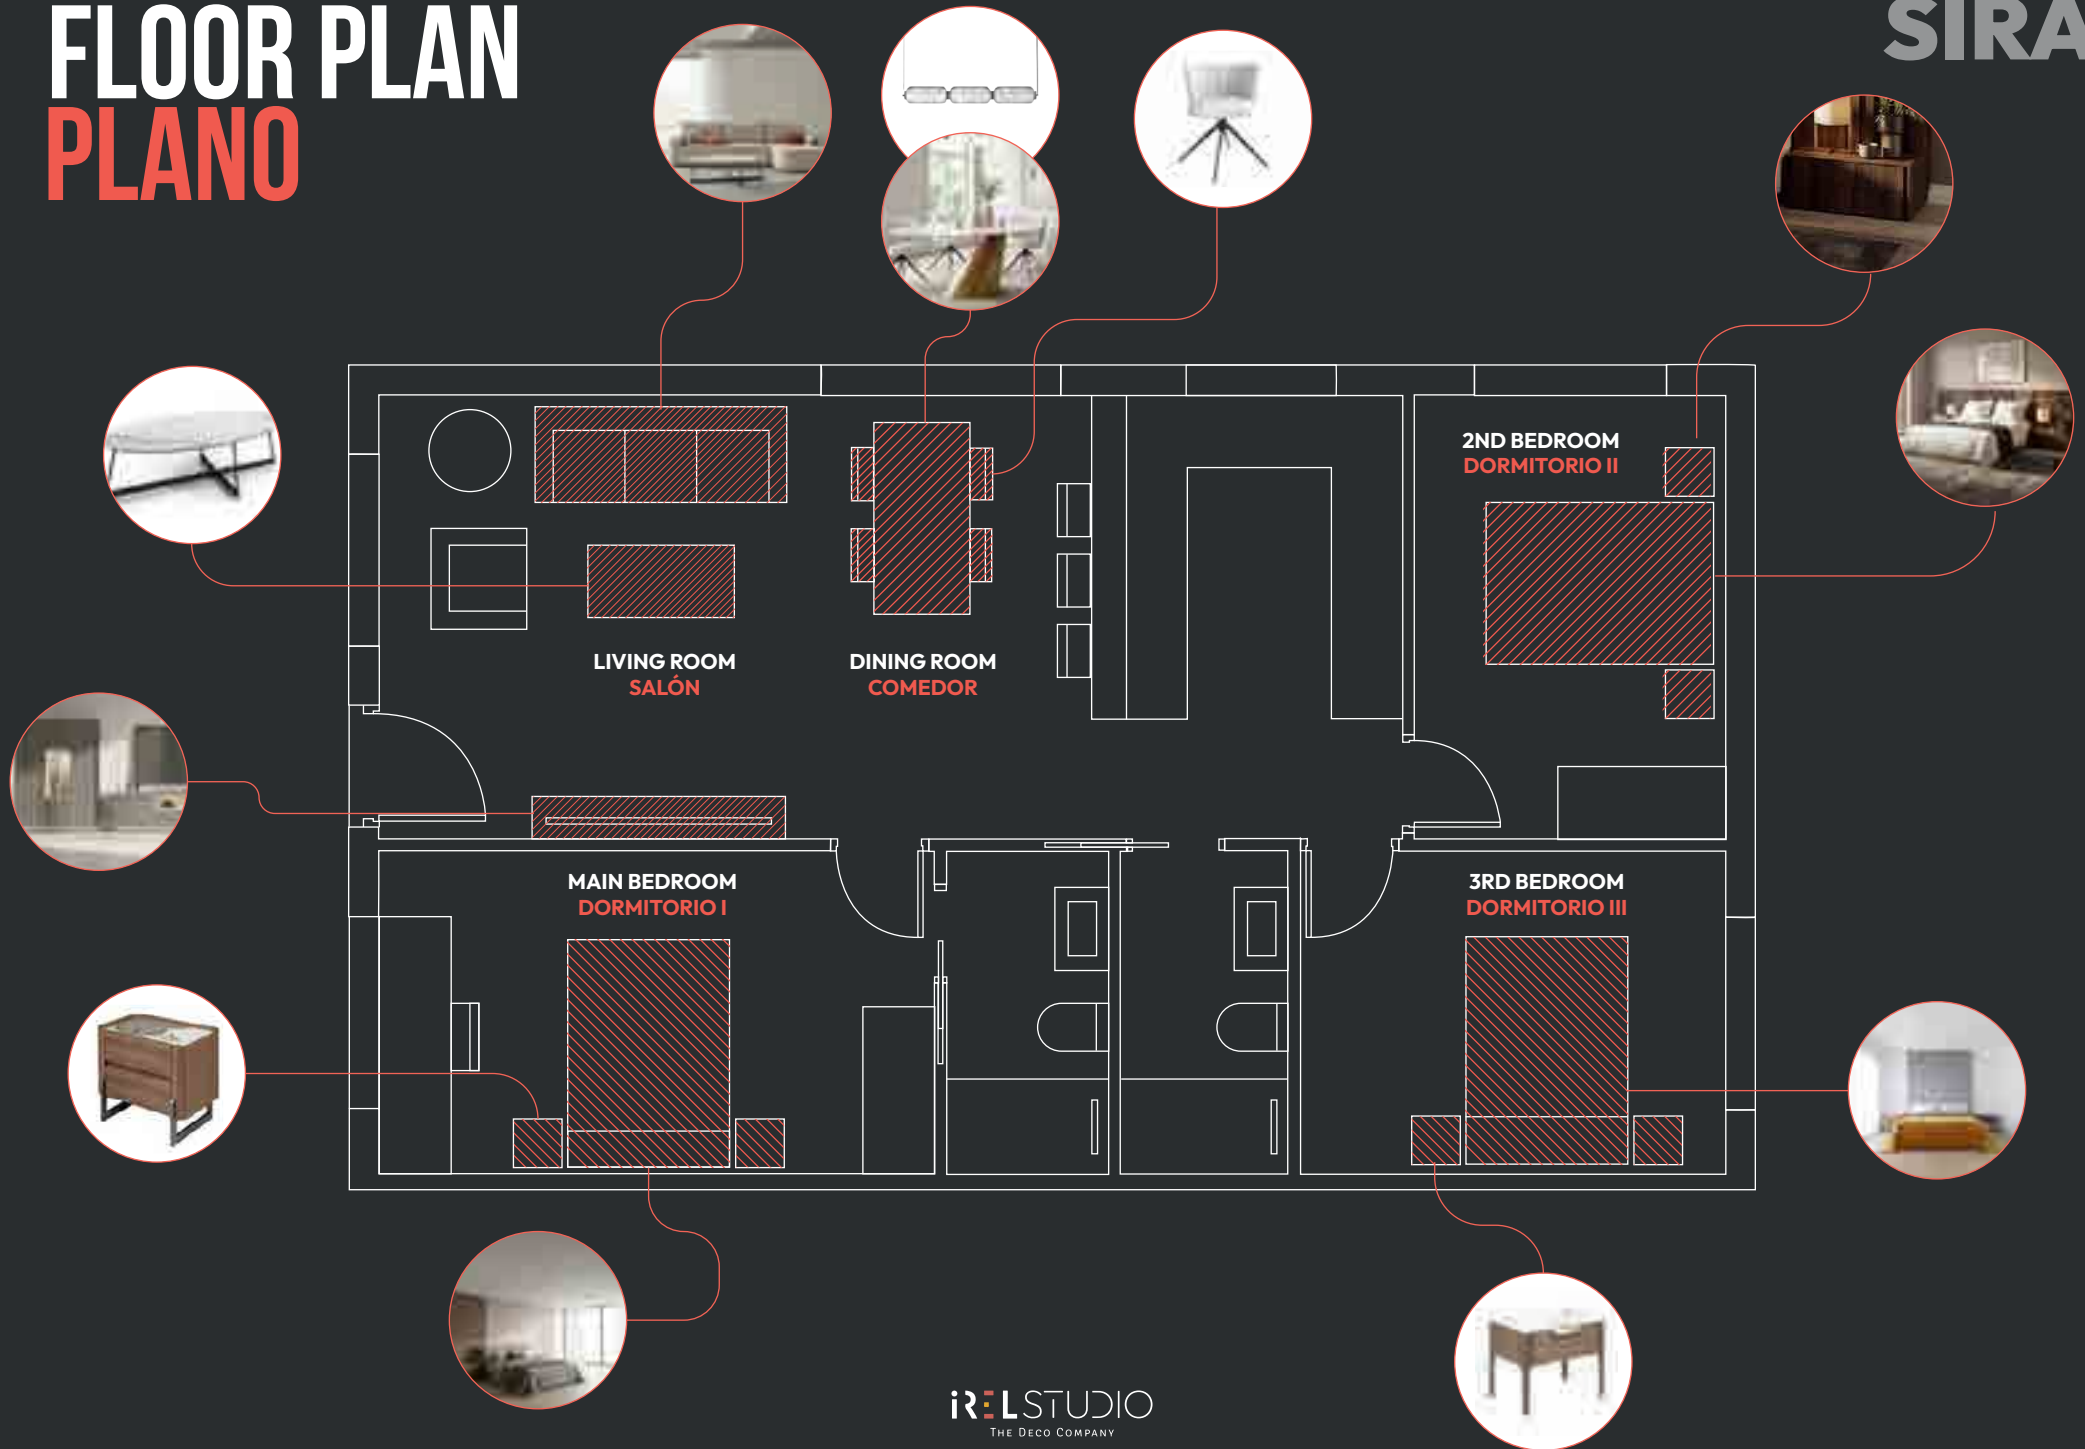 FLOOR PLAN
PLANO
SIRA
2ND BEDROOM
DORMITORIO II
LIVING ROOM
SALÓN
DINING ROOM
COMEDOR
MAIN BEDROOM
DORMITORIO I
3RD BEDROOM
DORMITORIO III
iRELSTUDIO
THE DECO COMPANY